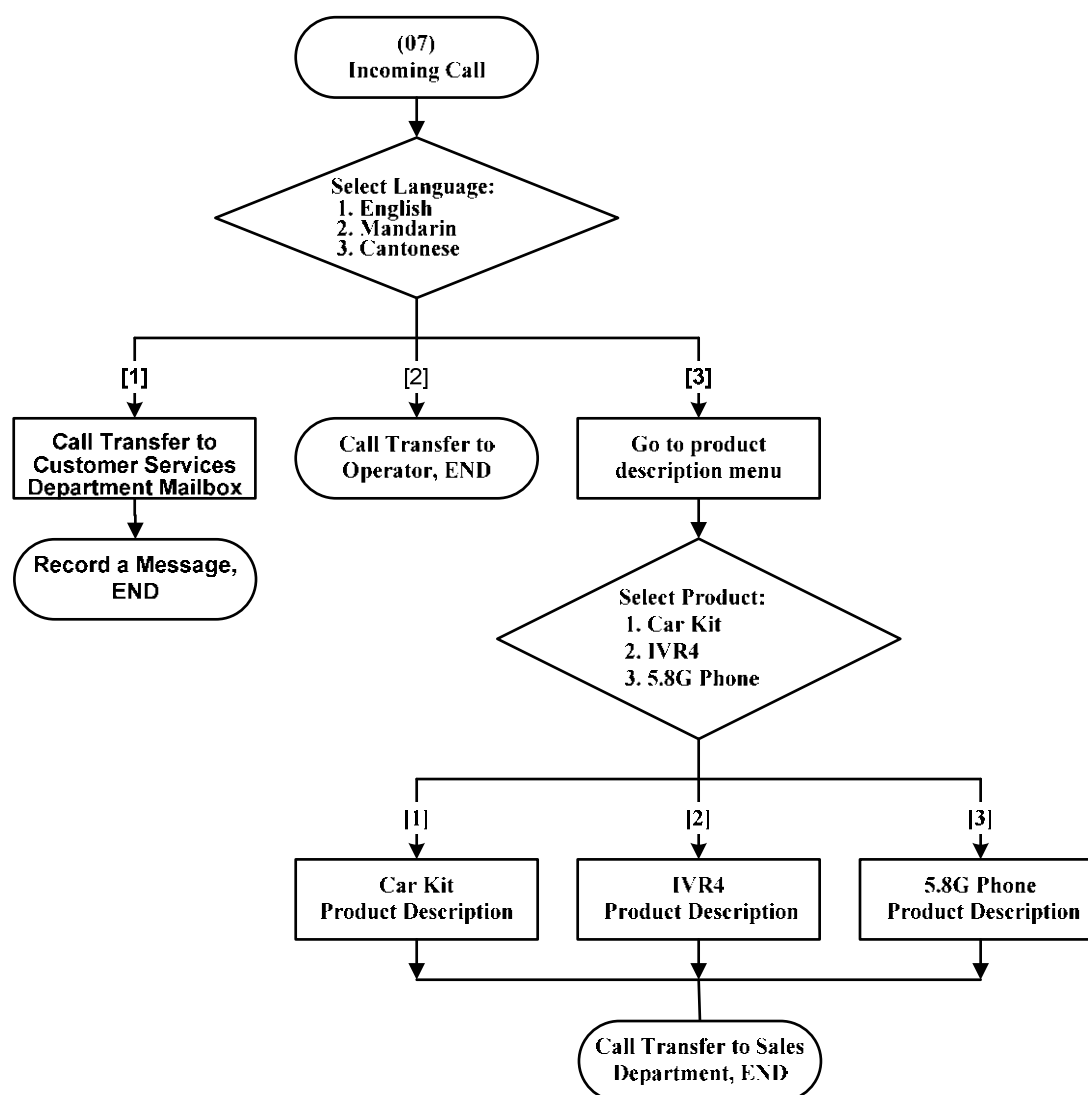 (07)
Incoming Call
Select Language:
1. English
2. Mandarin
3. Cantonese
[1]
[2]
[3]
Call Transfer to
Customer Services
Department Mailbox
Call Transfer to
Operator, END
Go to product
description menu
Record a Message,
END
Select Product:
1. Car Kit
2. IVR4
3. 5.8G Phone
[1]
[2]
[3]
Car Kit
Product Description
IVR4
Product Description
5.8G Phone
Product Description
Call Transfer to Sales
Department, END